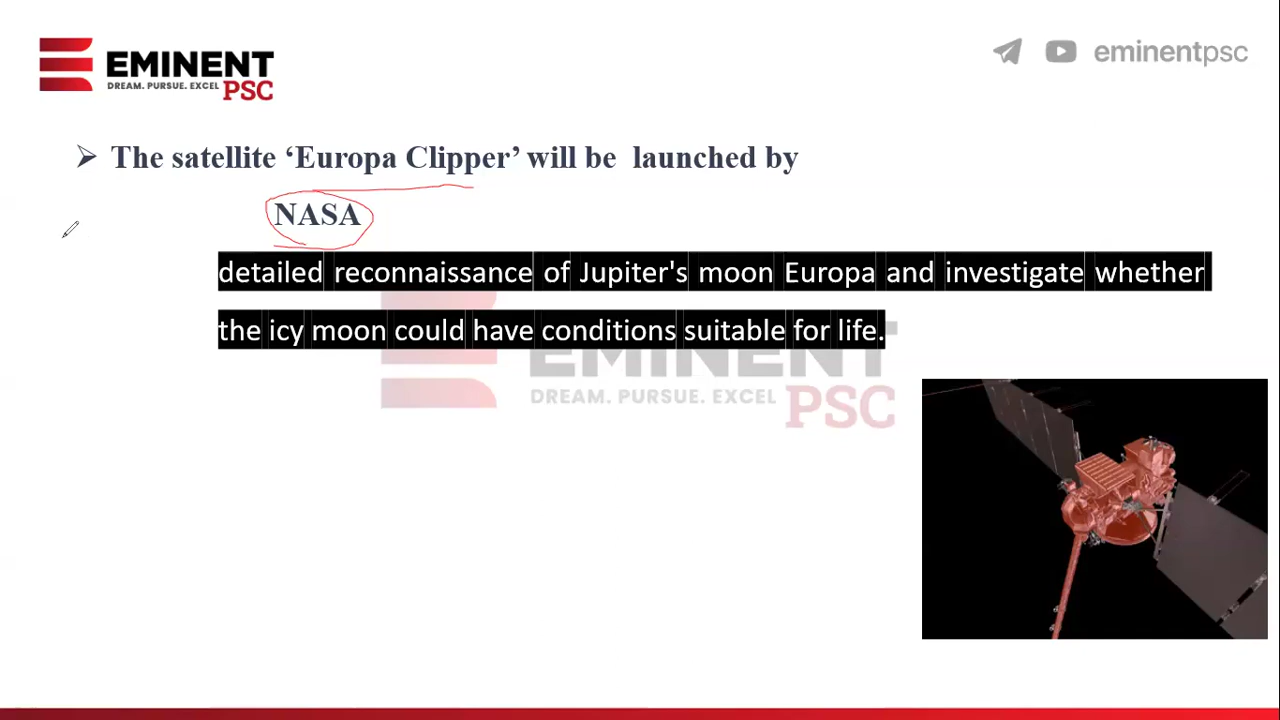 EMINENT
DREAM. PURSUE. EXCEL
PSC
eminentpsc
➢ The satellite ‘Europa Clipper’ will be launched by
NASA
detailed reconnaissance of Jupiter's moon Europa and investigate whether
the icy moon could have conditions suitable for life.
EMINENT
DREAM. PURSUE. EXCEL
PSC